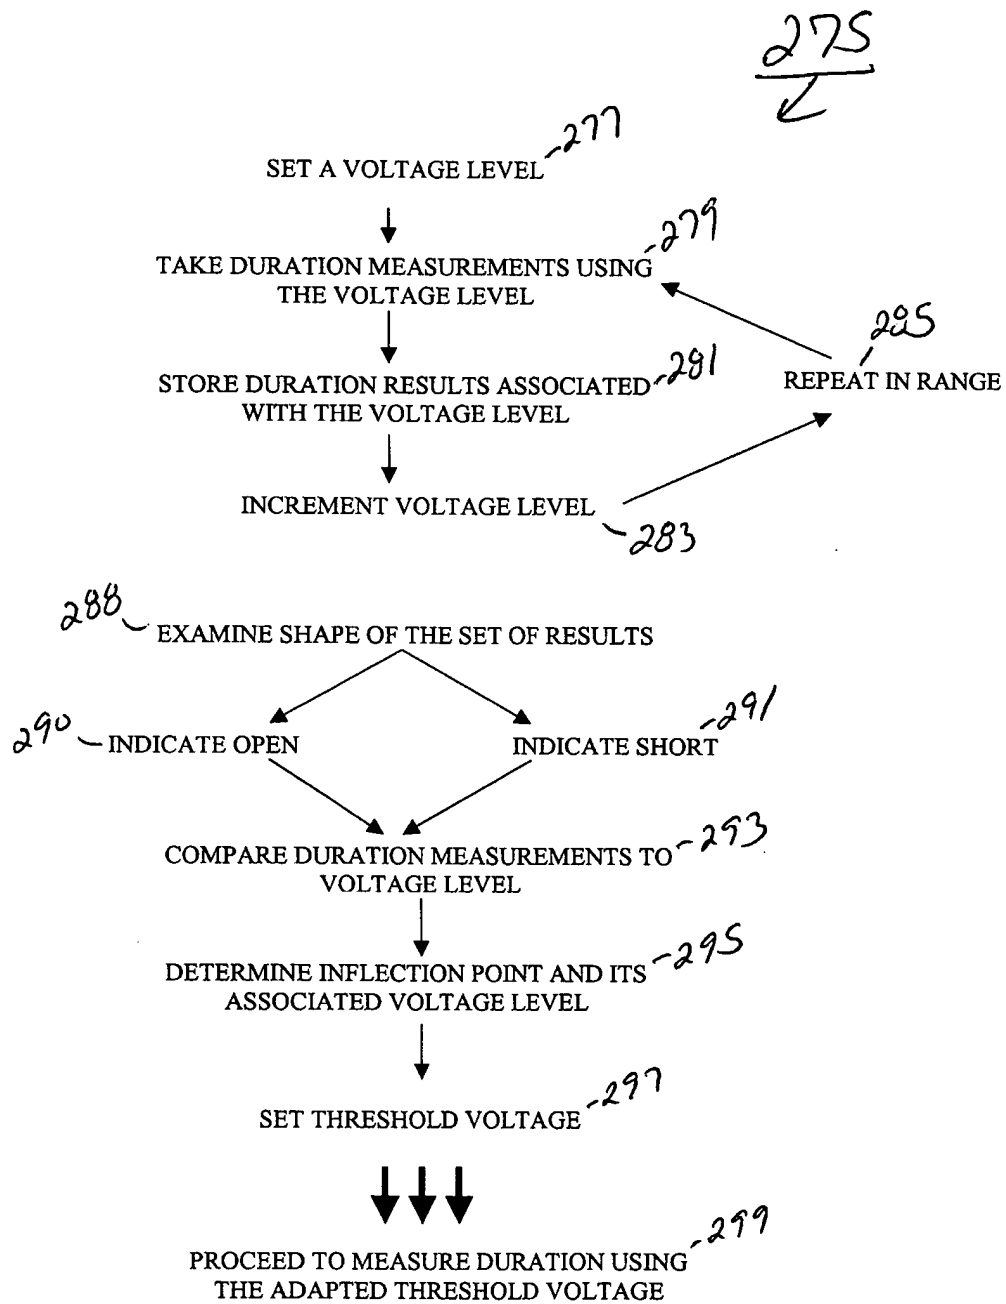 275
SET A VOLTAGE LEVEL 277
TAKE DURATION MEASUREMENTS USING 279
THE VOLTAGE LEVEL
285
STORE DURATION RESULTS ASSOCIATED 281
WITH THE VOLTAGE LEVEL
REPEAT IN RANGE
INCREMENT VOLTAGE LEVEL
283
288
EXAMINE SHAPE OF THE SET OF RESULTS
290 INDICATE OPEN
INDICATE SHORT 291
COMPARE DURATION MEASUREMENTS TO 293
VOLTAGE LEVEL
DETERMINE INFLECTION POINT AND ITS 295
ASSOCIATED VOLTAGE LEVEL
SET THRESHOLD VOLTAGE 297
PROCEED TO MEASURE DURATION USING 299
THE ADAPTED THRESHOLD VOLTAGE